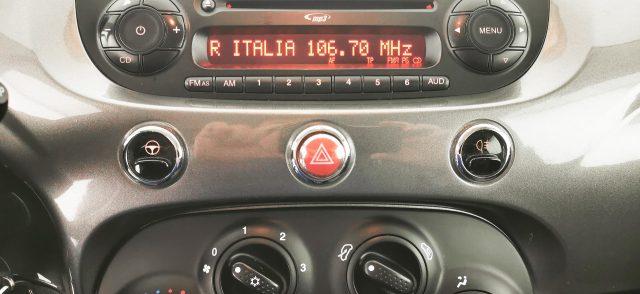 mp3
R ITALIA 106.70 MHz
AF TP FMR PS CD
CD
MENU
FM AS AM 1 2 3 4 5 6 AUD
0 1 2 3